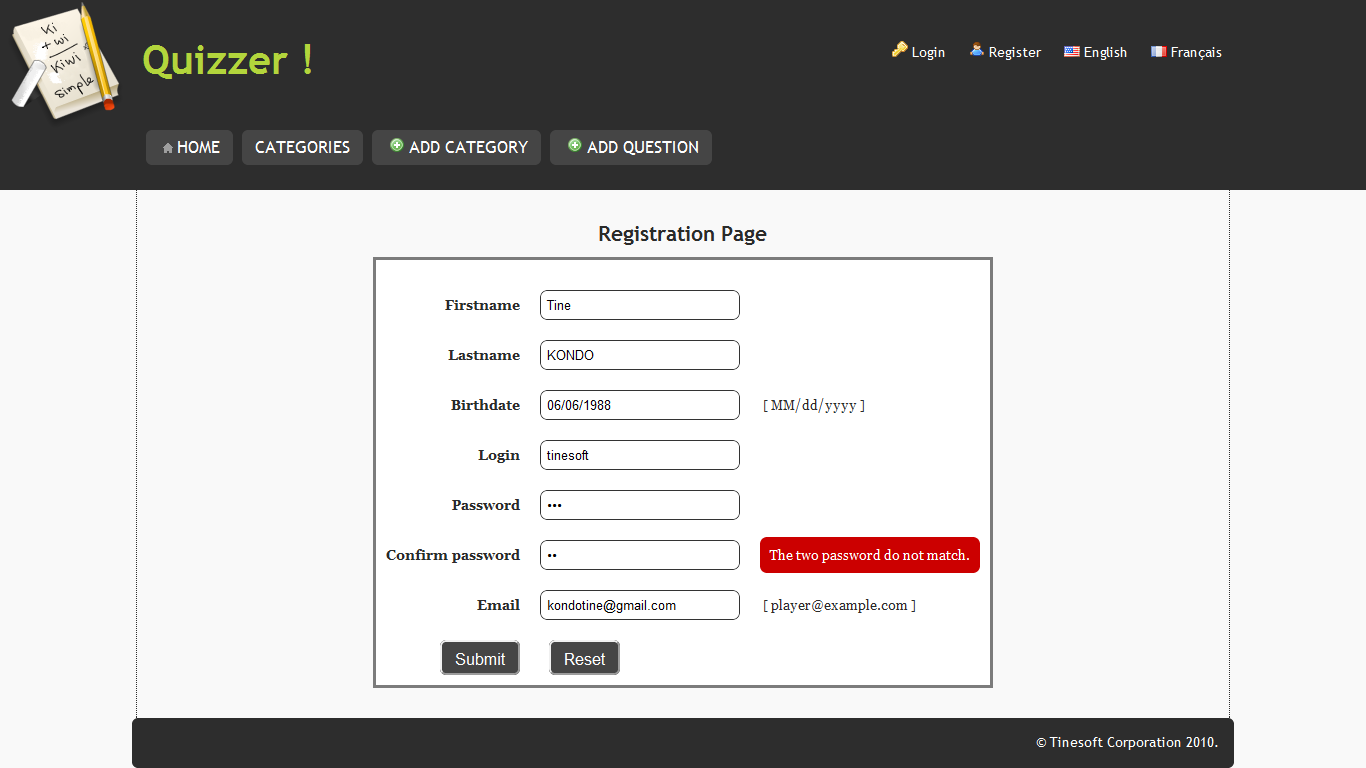 Ki
+ wi
Kiwi
simple
Quizzer !
Login Register English Français
HOME CATEGORIES ADD CATEGORY ADD QUESTION
Registration Page
Firstname Tine
Lastname KONDO
Birthdate 06/06/1988 [ MM/dd/yyyy ]
Login tinesoft
Password •••
Confirm password •• The two password do not match.
Email kondotine@gmail.com [ player@example.com ]
Submit Reset
© Tinesoft Corporation 2010.